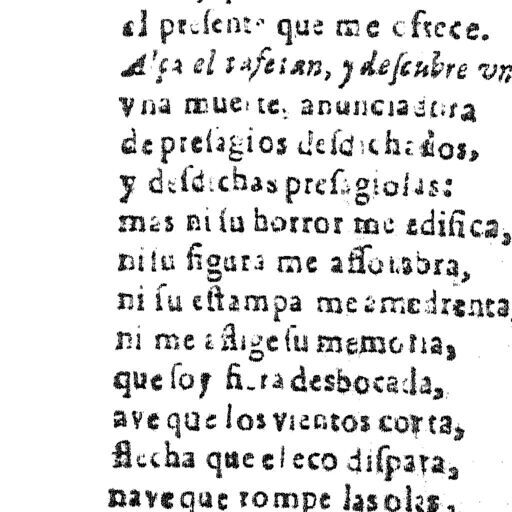 el presente que me ofrece.
Alça el tafetan, y descubre vn
yna muerte, anunciadora
de presagios desdichados,
y desdichas presagiosas:
mas ni su horror me edifica,
ni su figura me assombra,
ni su estampa me amedrenta,
ni me aflige su memoria,
que soy fiera desbocada,
ave que los vientos corta,
flecha que el eco dispara,
nave que rompe las olas,